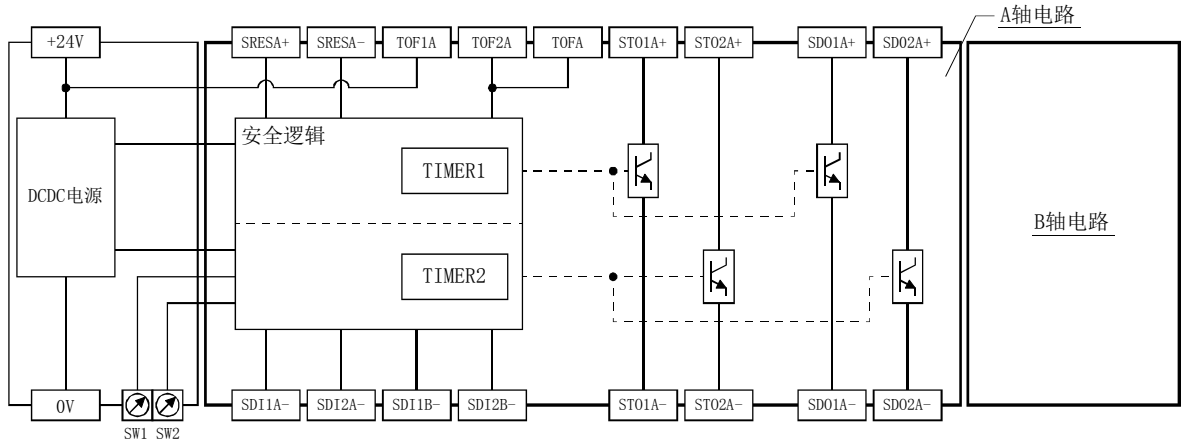 A轴电路
+24V
SRESA+
SRESA-
TOF1A
TOF2A
TOFA
STO1A+
STO2A+
SDO1A+
SDO2A+
安全逻辑
TIMER1
DCDC电源
B轴电路
TIMER2
0V
SDI1A-
SDI2A-
SDI1B-
SDI2B-
STO1A-
STO2A-
SDO1A-
SDO2A-
SW1
SW2